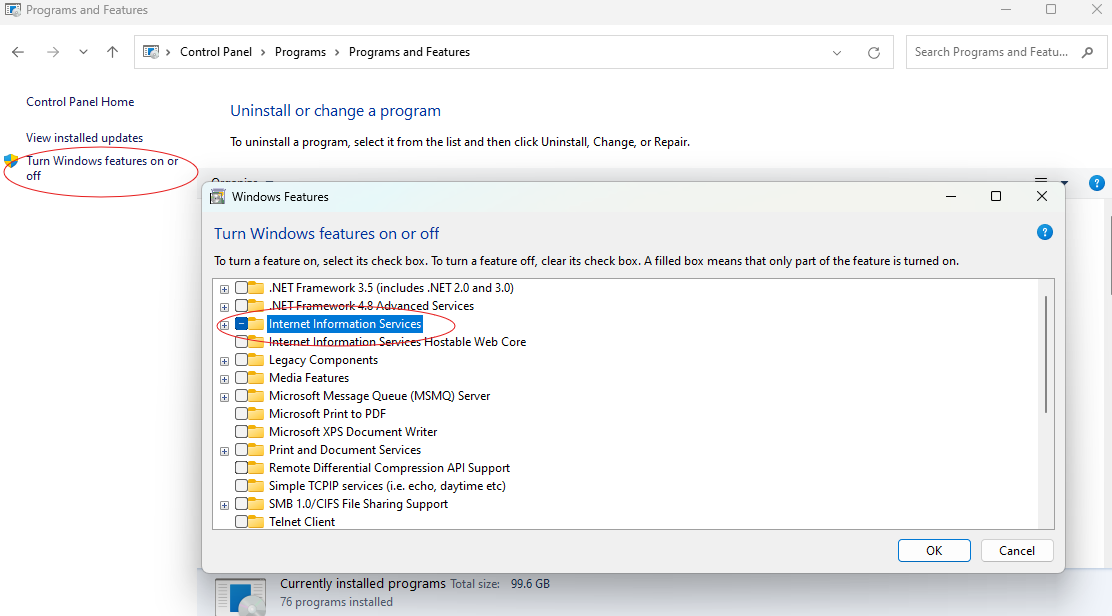 Programs and Features
Control Panel > Programs > Programs and Features
Search Programs and Featu...
Control Panel Home
View installed updates
Turn Windows features on or
off
Uninstall or change a program
To uninstall a program, select it from the list and then click Uninstall, Change, or Repair.
Organize
Windows Features
Turn Windows features on or off
To turn a feature on, select its check box. To turn a feature off, clear its check box. A filled box means that only part of the feature is turned on.
.NET Framework 3.5 (includes .NET 2.0 and 3.0)
.NET Framework 4.8 Advanced Services
Internet Information Services
Internet Information Services Hostable Web Core
Legacy Components
Media Features
Microsoft Message Queue (MSMQ) Server
Microsoft Print to PDF
Microsoft XPS Document Writer
Print and Document Services
Remote Differential Compression API Support
Simple TCPIP services (i.e. echo, daytime etc)
SMB 1.0/CIFS File Sharing Support
Telnet Client
OK
Cancel
Currently installed programs Total size: 99.6 GB
76 programs installed